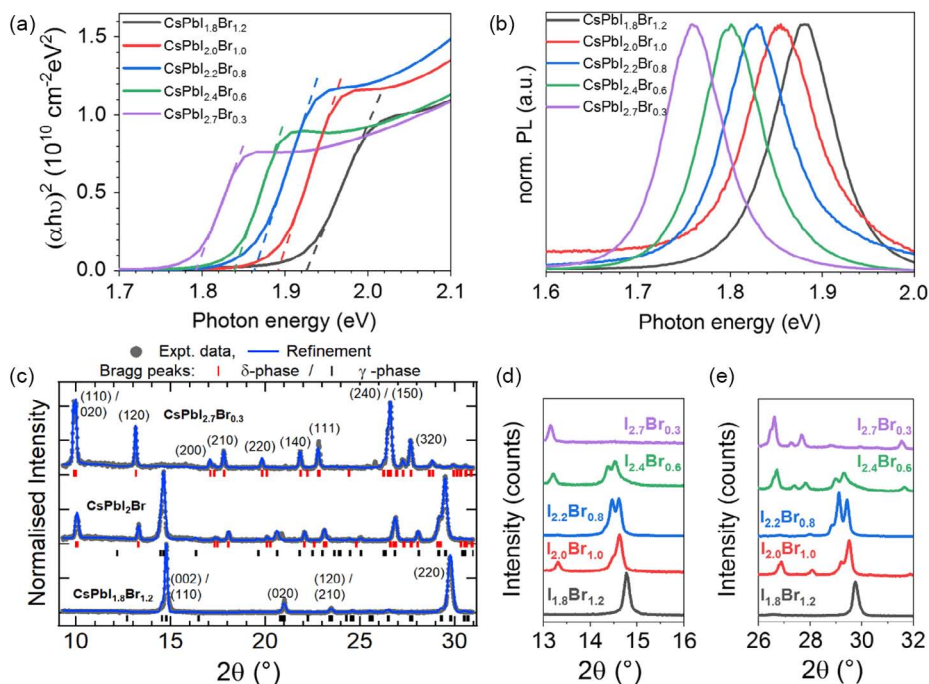 (a)
CsPbI1.8Br1.2
CsPbI2.0Br1.0
CsPbI2.2Br0.8
CsPbI2.4Br0.6
CsPbI2.7Br0.3
(αhυ)² (10¹⁰ cm⁻²eV²)
1.5
1.0
0.5
0.0
1.7 1.8 1.9 2.0 2.1
Photon energy (eV)
(b)
CsPbI1.8Br1.2
CsPbI2.0Br1.0
CsPbI2.2Br0.8
CsPbI2.4Br0.6
CsPbI2.7Br0.3
norm. PL (a.u.)
1.6 1.7 1.8 1.9 2.0
Photon energy (eV)
Expt. data, Refinement
Bragg peaks: δ-phase / γ -phase
(c)
(110) /
020)
(120)
CsPbI2.7Br0.3
(200)
(210)
(220)
(140)
(111)
(240) / (150)
(320)
CsPbI2Br
CsPbI1.8Br1.2
(002) /
(110)
(020)
(120) /
(210)
(220)
Normalised Intensity
10 15 20 25 30
2θ (°)
(d)
I2.7Br0.3
I2.4Br0.6
I2.2Br0.8
I2.0Br1.0
I1.8Br1.2
Intensity (counts)
13 14 15 16
2θ (°)
(e)
I2.7Br0.3
I2.4Br0.6
I2.2Br0.8
I2.0Br1.0
I1.8Br1.2
Intensity (counts)
26 28 30 32
2θ (°)